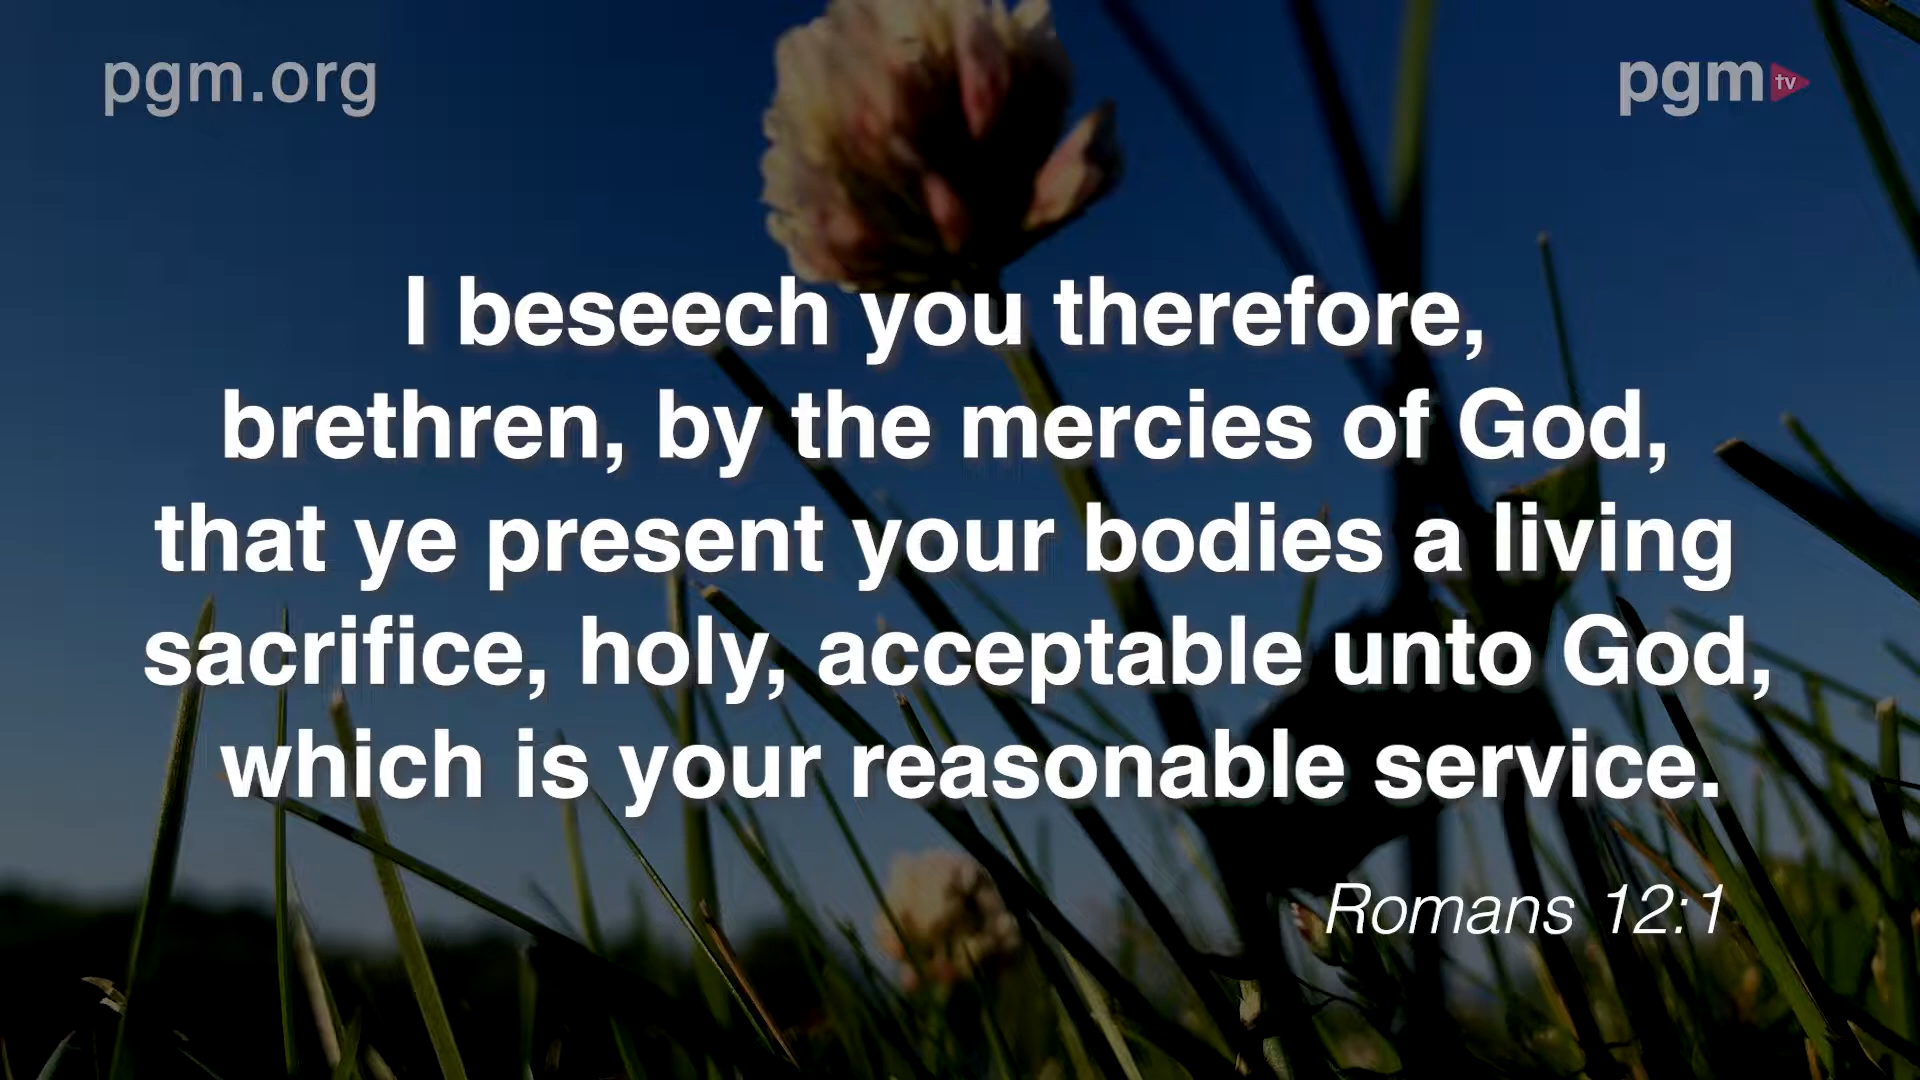 pgm.org
pgm tv
I beseech you therefore,
brethren, by the mercies of God,
that ye present your bodies a living
sacrifice, holy, acceptable unto God,
which is your reasonable service.
Romans 12:1